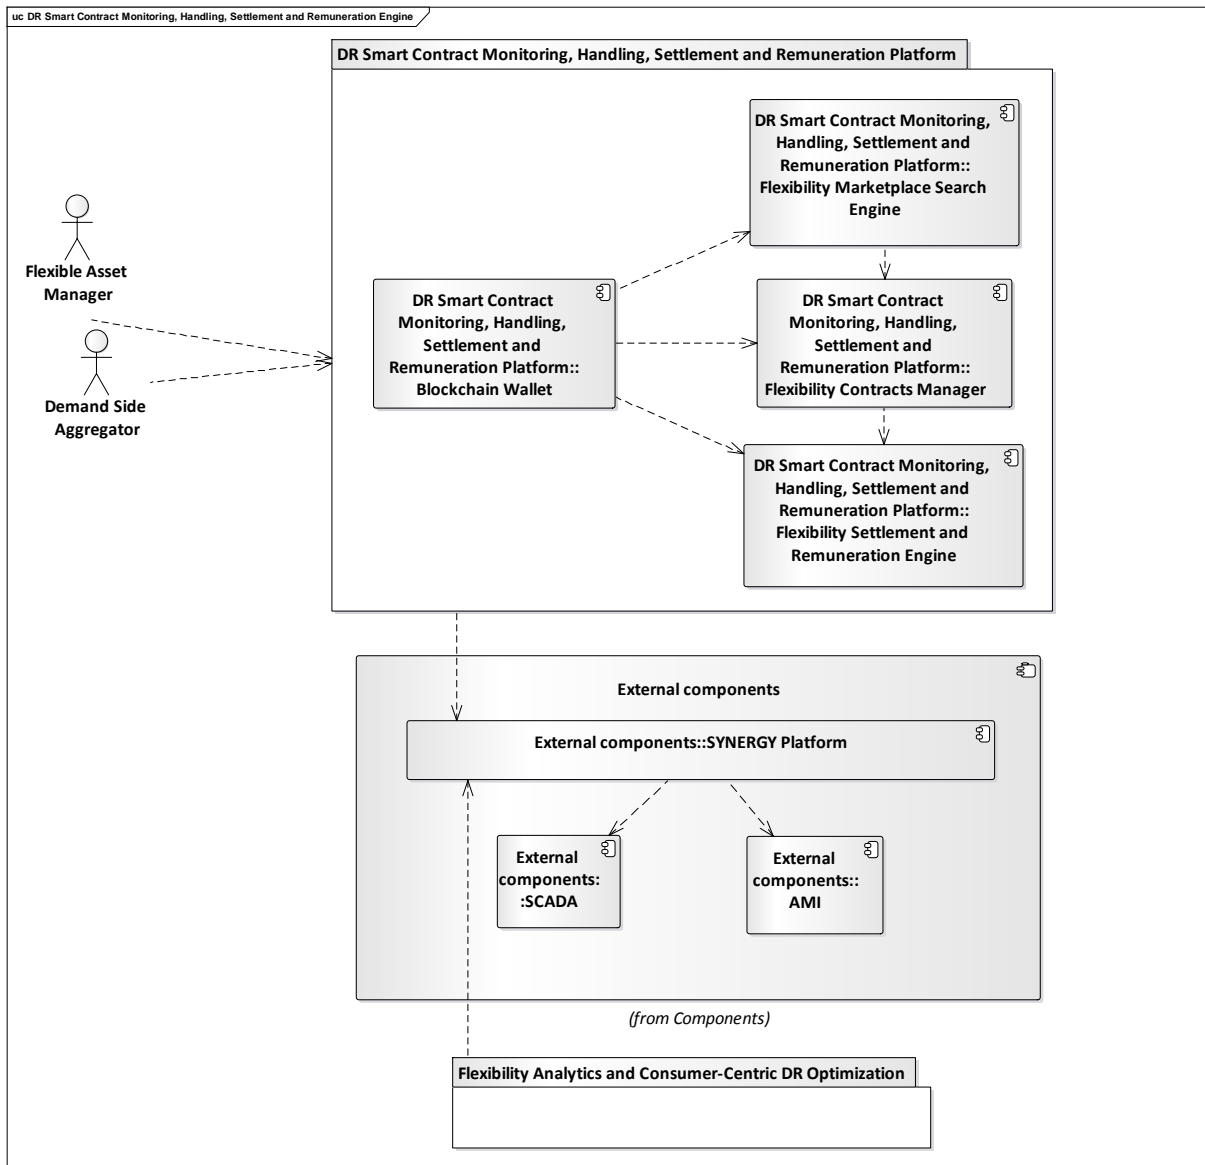 uc DR Smart Contract Monitoring, Handling, Settlement and Remuneration Engine
DR Smart Contract Monitoring, Handling, Settlement and Remuneration Platform
DR Smart Contract Monitoring,
Handling, Settlement and
Remuneration Platform::
Flexibility Marketplace Search
Engine
Flexible Asset
Manager
DR Smart Contract
Monitoring, Handling,
Settlement and
Remuneration Platform::
Blockchain Wallet
DR Smart Contract
Monitoring, Handling,
Settlement and
Remuneration Platform::
Flexibility Contracts Manager
Demand Side
Aggregator
DR Smart Contract Monitoring,
Handling, Settlement and
Remuneration Platform::
Flexibility Settlement and
Remuneration Engine
External components
External components::SYNERGY Platform
External
components:
:SCADA
External
components::
AMI
(from Components)
Flexibility Analytics and Consumer-Centric DR Optimization